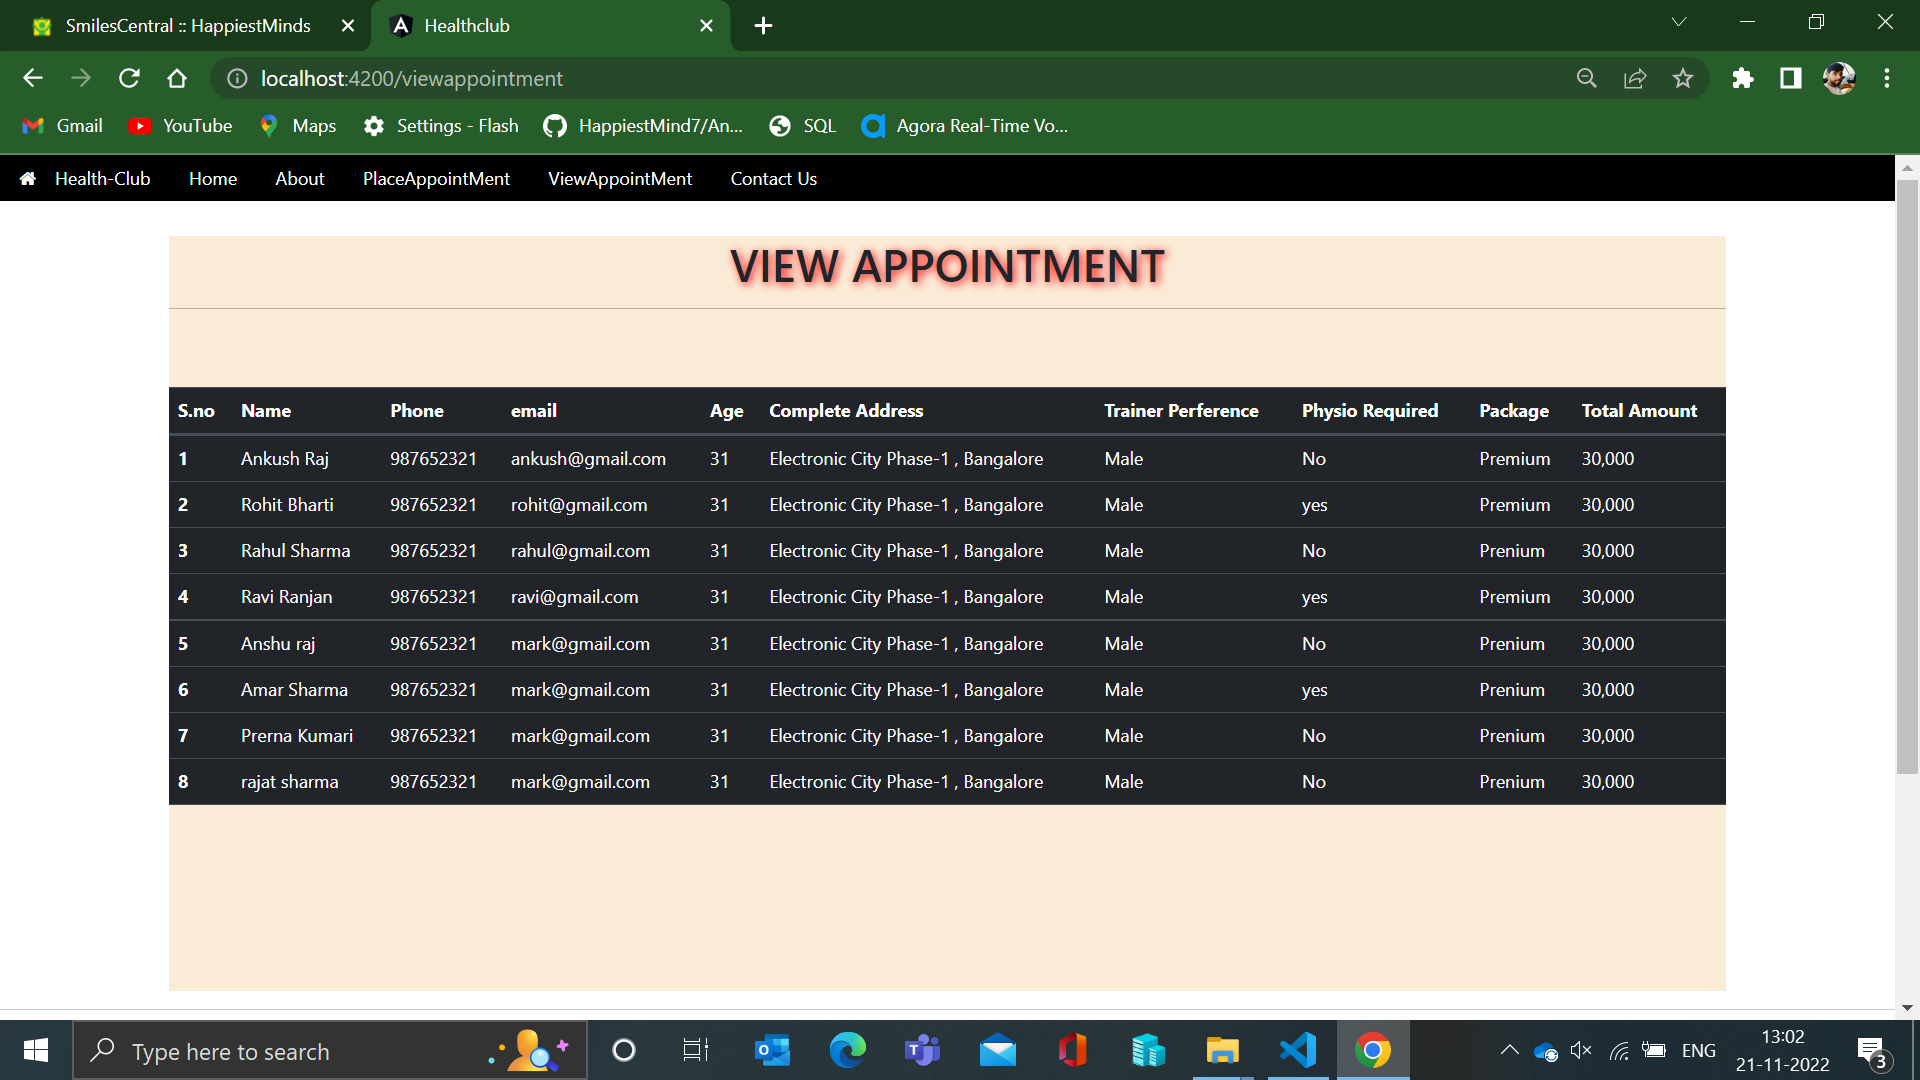 SmilesCentral :: HappiestMinds
Healthclub
localhost:4200/viewappointment
Gmail YouTube Maps Settings - Flash HappiestMind7/An... SQL Agora Real-Time Vo...
Health-Club Home About PlaceAppointMent ViewAppointMent Contact Us
VIEW APPOINTMENT
S.no Name Phone email Age Complete Address Trainer Perference Physio Required Package Total Amount
1 Ankush Raj 987652321 ankush@gmail.com 31 Electronic City Phase-1 , Bangalore Male No Premium 30,000
2 Rohit Bharti 987652321 rohit@gmail.com 31 Electronic City Phase-1 , Bangalore Male yes Premium 30,000
3 Rahul Sharma 987652321 rahul@gmail.com 31 Electronic City Phase-1 , Bangalore Male No Prenium 30,000
4 Ravi Ranjan 987652321 ravi@gmail.com 31 Electronic City Phase-1 , Bangalore Male yes Premium 30,000
5 Anshu raj 987652321 mark@gmail.com 31 Electronic City Phase-1 , Bangalore Male No Prenium 30,000
6 Amar Sharma 987652321 mark@gmail.com 31 Electronic City Phase-1 , Bangalore Male yes Prenium 30,000
7 Prerna Kumari 987652321 mark@gmail.com 31 Electronic City Phase-1 , Bangalore Male No Prenium 30,000
8 rajat sharma 987652321 mark@gmail.com 31 Electronic City Phase-1 , Bangalore Male No Prenium 30,000
Type here to search
ENG
13:02
21-11-2022
3